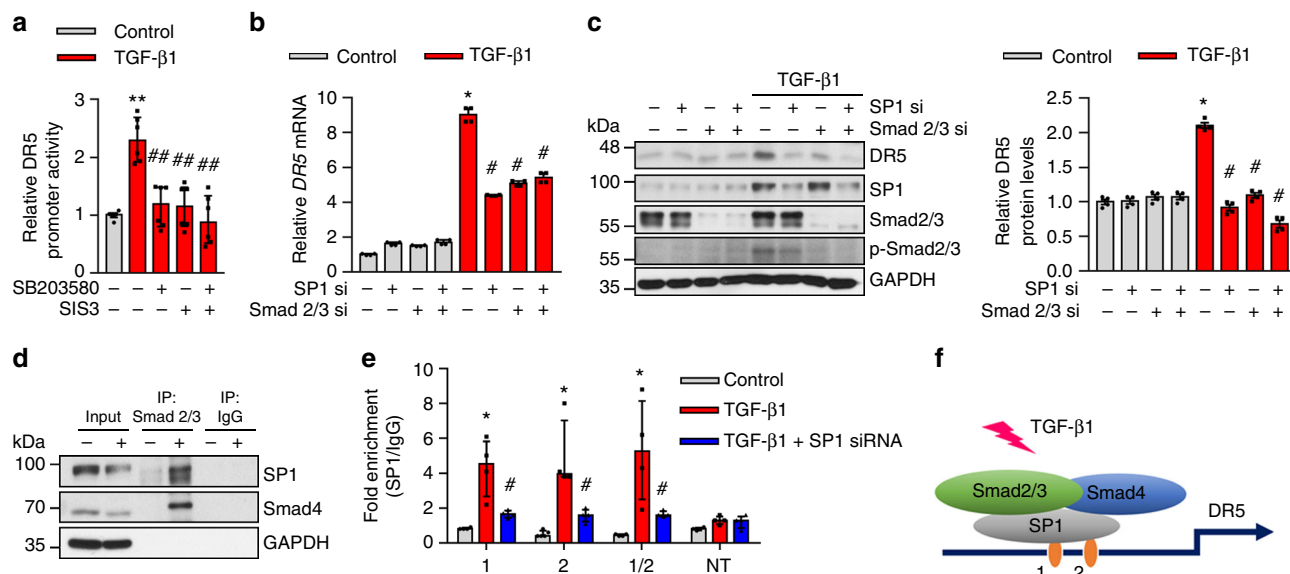 a
Control
TGF-β1
Relative DR5
promoter activity
3
2
1
0
**
## ## ##
SB203580 – – + – +
SIS3 – – – + +
b
Control TGF-β1
Relative DR5 mRNA
10
8
6
4
2
0
*
# # #
SP1 si – + – + – + – +
Smad 2/3 si – – + + – – + +
c
TGF-β1
– + – + – + – + SP1 si
– – + + – – + + Smad 2/3 si
kDa
48
DR5
100
SP1
Smad2/3
55
p-Smad2/3
55
35
GAPDH
Control TGF-β1
Relative DR5
protein levels
2.5
2.0
1.5
1.0
0.5
0.0
*
# # #
SP1 si – + – + – + – +
Smad 2/3 si – – + + – – + +
d
Input
IP:
Smad 2/3
IP:
IgG
kDa – + – + – +
100
SP1
70
Smad4
35
GAPDH
e
Fold enrichment
(SP1/IgG)
10
8
6
4
2
0
* * *
# # #
Control
TGF-β1
TGF-β1 + SP1 siRNA
1 2 1/2 NT
f
TGF-β1
Smad2/3
Smad4
SP1
DR5
1 2